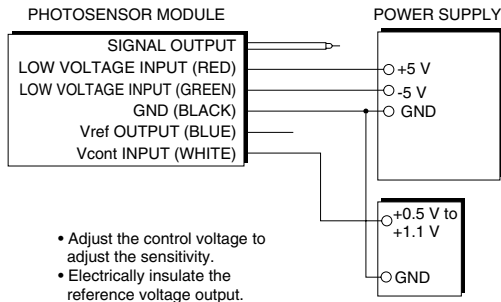 PHOTOSENSOR MODULE
POWER SUPPLY
SIGNAL OUTPUT
LOW VOLTAGE INPUT (RED)
LOW VOLTAGE INPUT (GREEN)
GND (BLACK)
Vref OUTPUT (BLUE)
Vcont INPUT (WHITE)
+5 V
-5 V
GND
+0.5 V to
+1.1 V
GND
• Adjust the control voltage to
adjust the sensitivity.
• Electrically insulate the
reference voltage output.